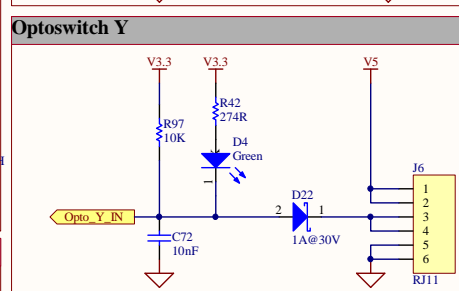 Optoswitch Y
V3.3
V3.3
V5
R97
10K
R42
274R
D4
Green
1
J6
1
2
3
4
5
6
RJ11
D22
2
1
1A@30V
Opto_Y_IN
C72
10nF